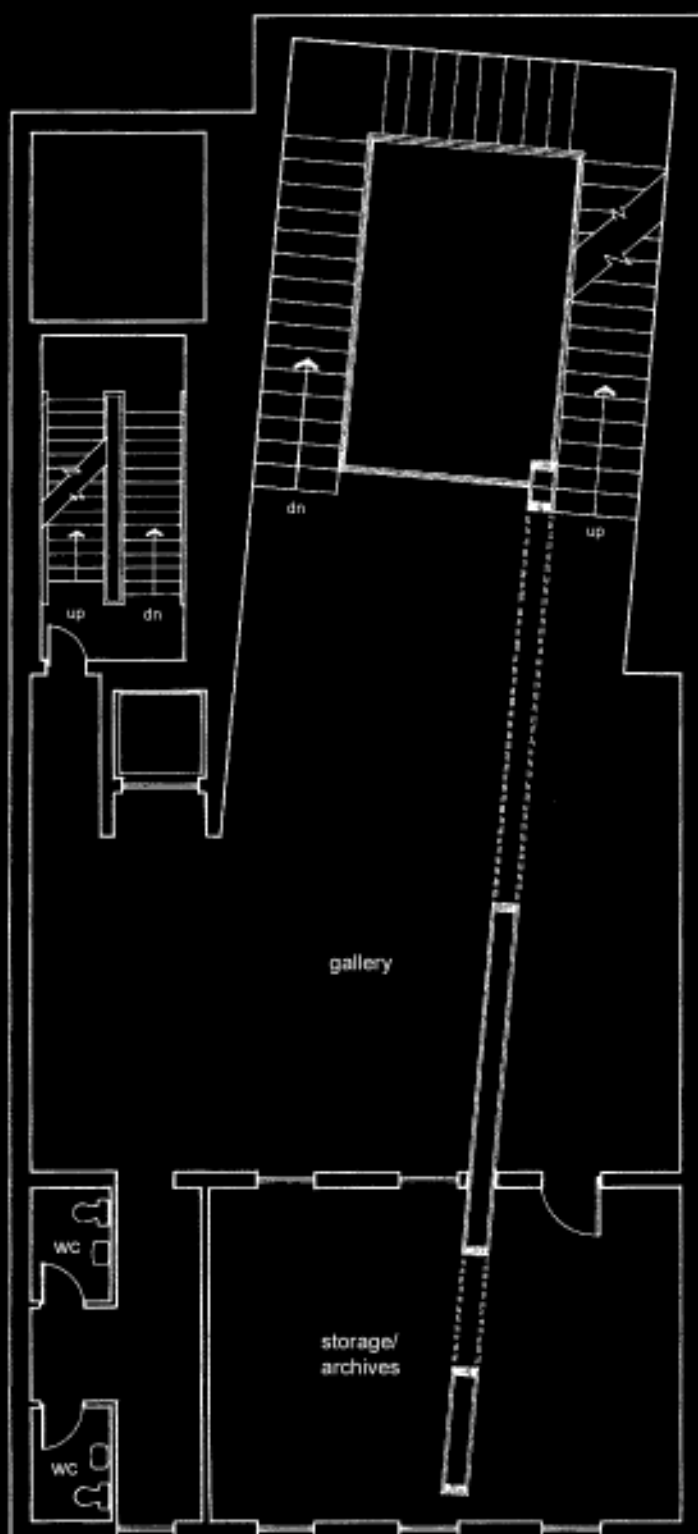 dn
up
up
dn
gallery
wc
storage/
archives
wc